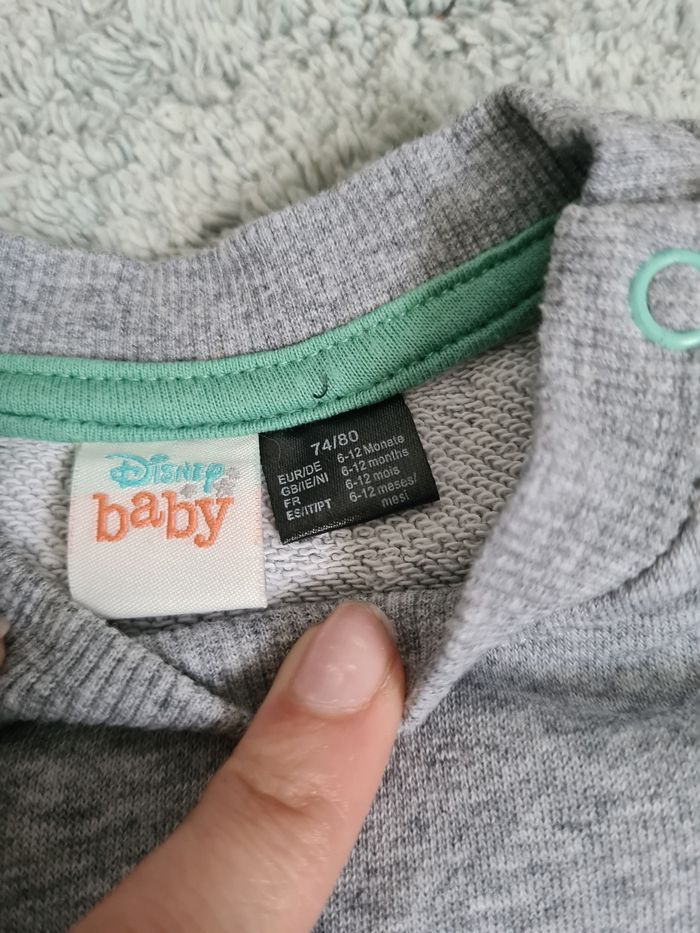 Disney
baby
74/80
EUR/DE 6-12 Monate
GB/IE/NI 6-12 months
FR 6-12 mois
ES/IT/PT 6-12 meses/
mesi